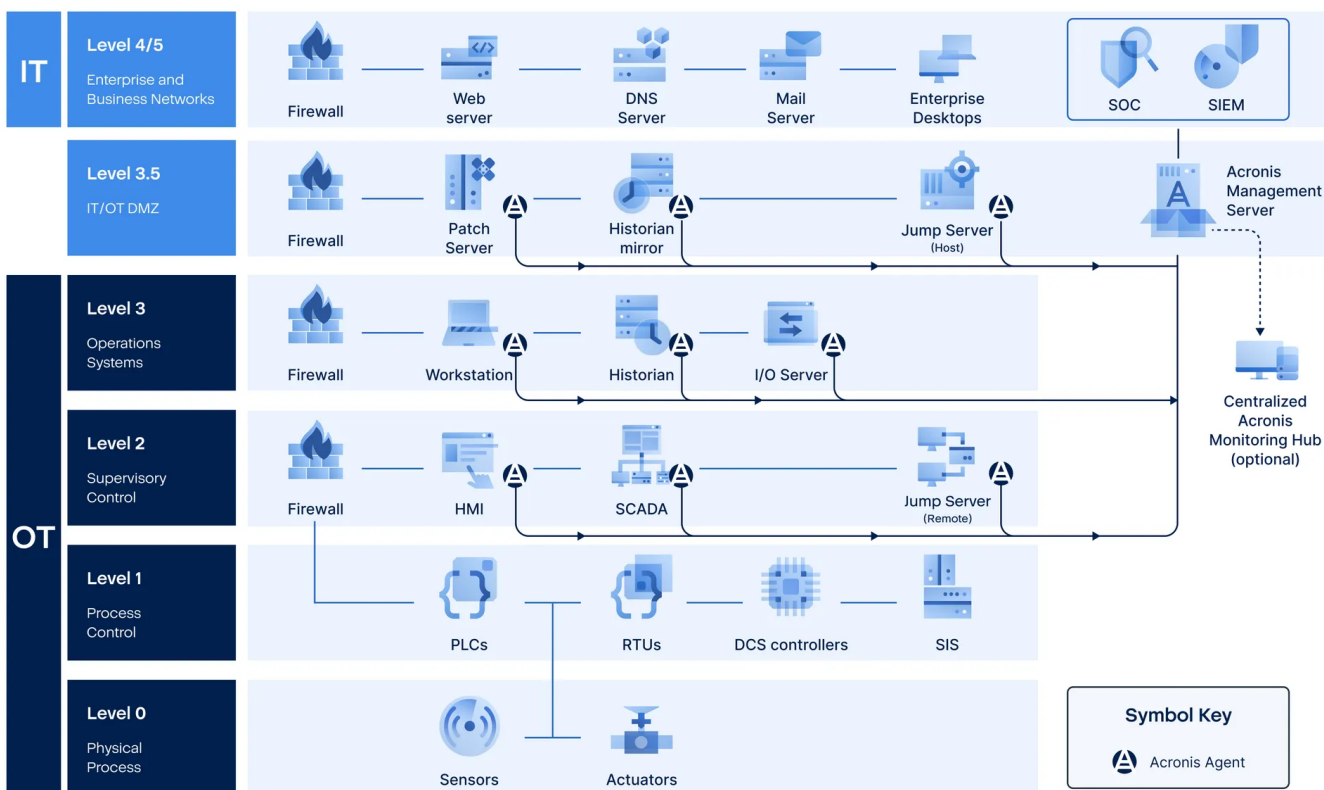 IT
Level 4/5
Enterprise and
Business Networks
Firewall
Web
server
DNS
Server
Mail
Server
Enterprise
Desktops
SOC
SIEM
Level 3.5
IT/OT DMZ
Firewall
Patch
Server
Historian
mirror
Jump Server
(Host)
Acronis
Management
Server
OT
Level 3
Operations
Systems
Firewall
Workstation
Historian
I/O Server
Centralized
Acronis
Monitoring Hub
(optional)
Level 2
Supervisory
Control
Firewall
HMI
SCADA
Jump Server
(Remote)
Level 1
Process
Control
PLCs
RTUs
DCS controllers
SIS
Level 0
Physical
Process
Sensors
Actuators
Symbol Key
Acronis Agent